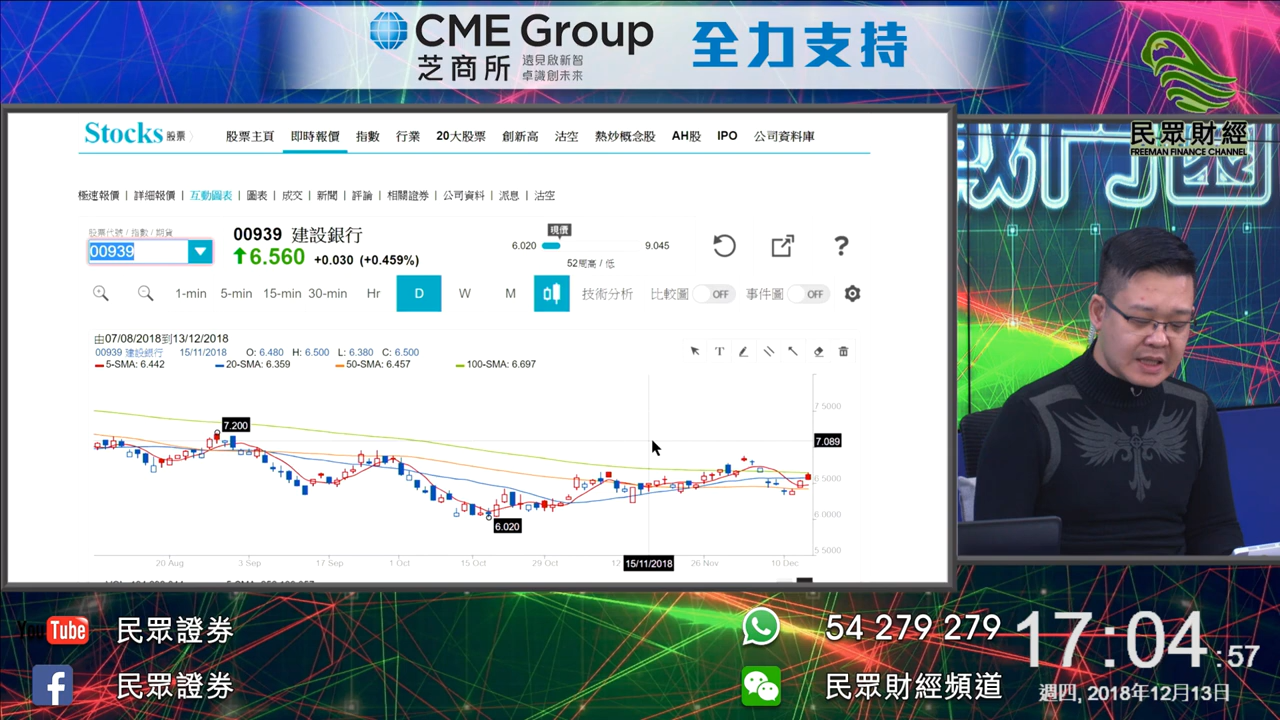 CME Group
芝商所
遠見啟新智
卓識創未來
全力支持
民眾財經
FREEMAN FINANCE CHANNEL
Stocks 股票
股票主頁 即時報價 指數 行業 20大股票 創新高 沽空 熱炒概念股 AH股 IPO 公司資料庫
極速報價 | 詳細報價 | 互動圖表 | 圖表 | 成交 | 新聞 | 評論 | 相關證券 | 公司資料 | 派息 | 沽空
股票代號 / 指數 / 期貨
00939
00939 建設銀行
6.560 +0.030 (+0.459%)
現價
6.020 9.045
52周高 / 低
?
1-min 5-min 15-min 30-min Hr D W M 技術分析 比較圖 OFF 事件圖 OFF
由07/08/2018到13/12/2018
00939 建設銀行 15/11/2018 O: 6.480 H: 6.500 L: 6.380 C: 6.500
5-SMA: 6.442 20-SMA: 6.359 50-SMA: 6.457 100-SMA: 6.697
T
7.5000
7.200
7.089
6.5000
6.0000
6.020
5.5000
20 Aug 3 Sep 17 Sep 1 Oct 15 Oct 29 Oct 12 15/11/2018 26 Nov 10 Dec
YouTube 民眾證券
民眾證券
54 279 279
民眾財經頻道
17:04:57
週四, 2018年12月13日